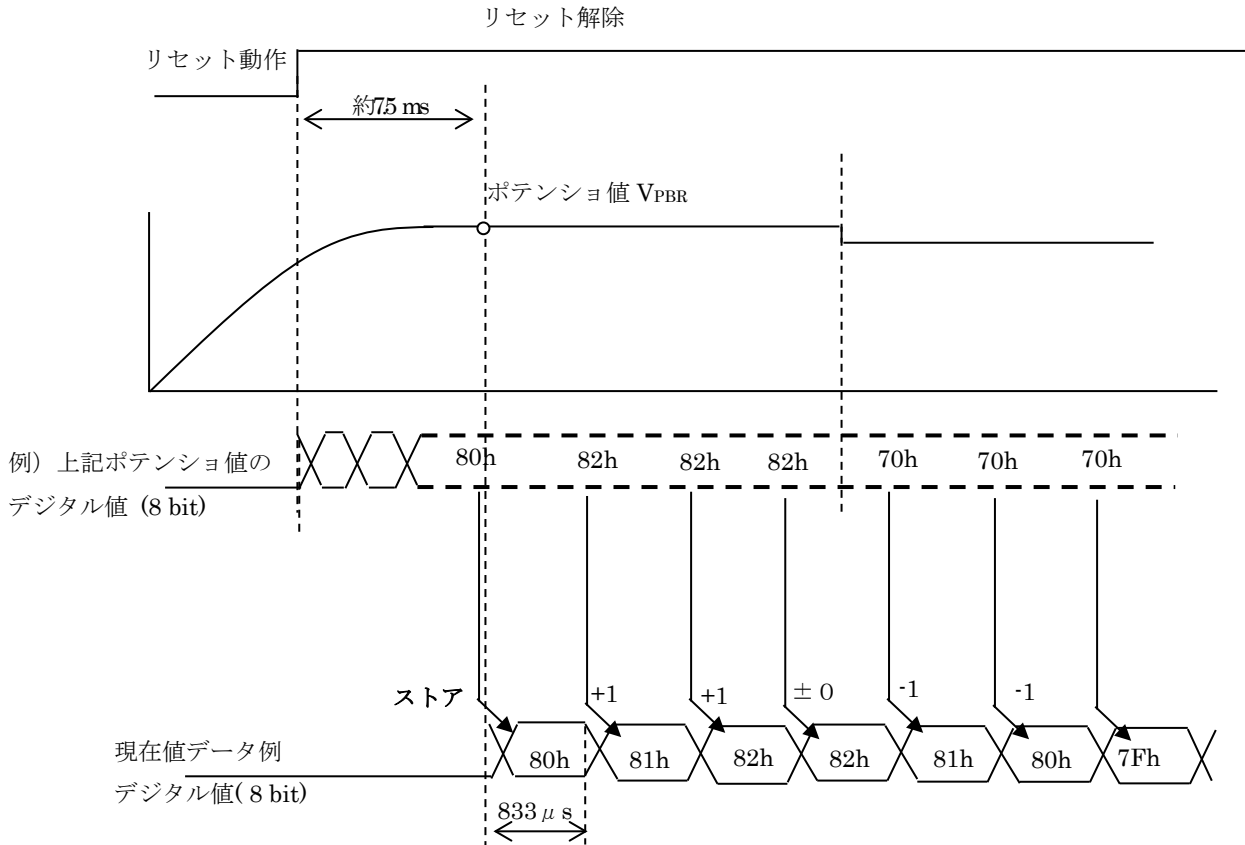 リセット解除
リセット動作
約75 ms
ポテンショ値 VPBR
例）上記ポテンショ値の
デジタル値 (8 bit)
80h 82h 82h 82h 70h 70h 70h
ストア +1 +1 ±0 -1 -1
現在値データ例
デジタル値( 8 bit)
80h 81h 82h 82h 81h 80h 7Fh
833μs